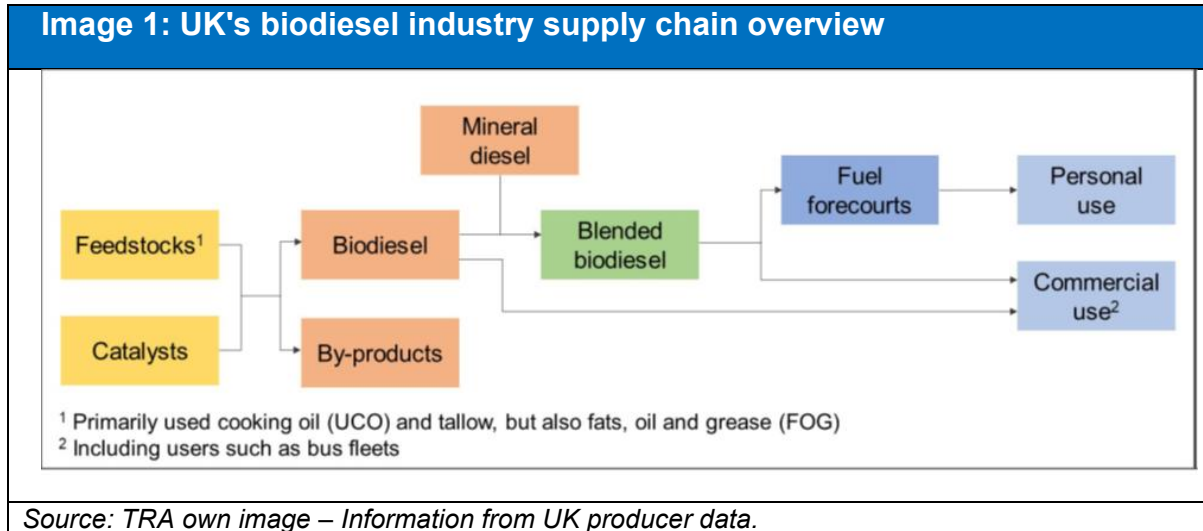 Image 1: UK's biodiesel industry supply chain overview
Mineral
diesel
Fuel
forecourts
Personal
use
Feedstocks¹
Biodiesel
Blended
biodiesel
Commercial
use²
Catalysts
By-products
¹ Primarily used cooking oil (UCO) and tallow, but also fats, oil and grease (FOG)
² Including users such as bus fleets
Source: TRA own image – Information from UK producer data.